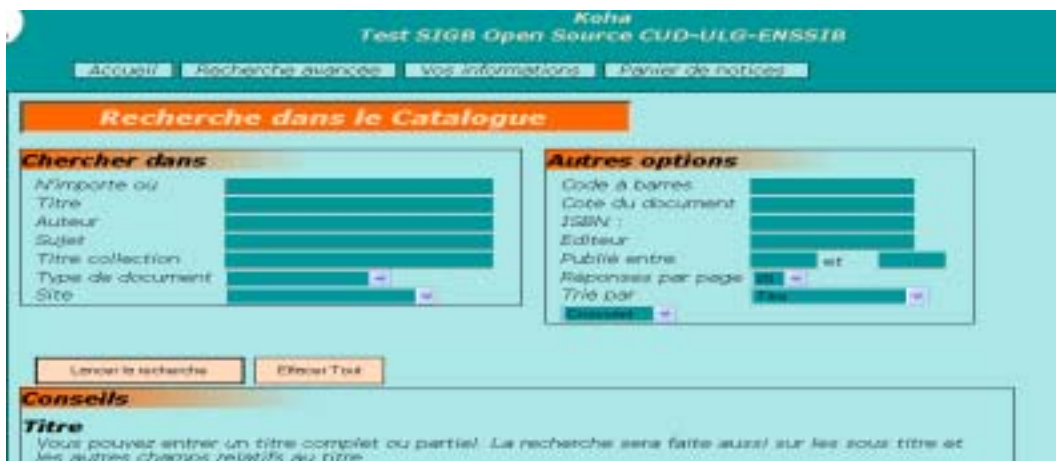 Koha
Test SIGB Open Source CUD-ULG-ENSSIB
Accueil
Recherche avancée
Vos informations
Panier de notices
Recherche dans le Catalogue
Chercher dans
N'importe ou
Titre
Auteur
Sujet
Titre collection
Type de document
Site
Autres options
Code à barres
Cote du document
ISBN :
Editeur
Publié entre et
Réponses par page 20
Trié par Titre
Lancer la recherche
Effacer Tout
Conseils
Titre
Vous pouvez entrer un titre complet ou partiel. La recherche sera faite aussi sur les sous titre et
les autres champs relatifs au titre